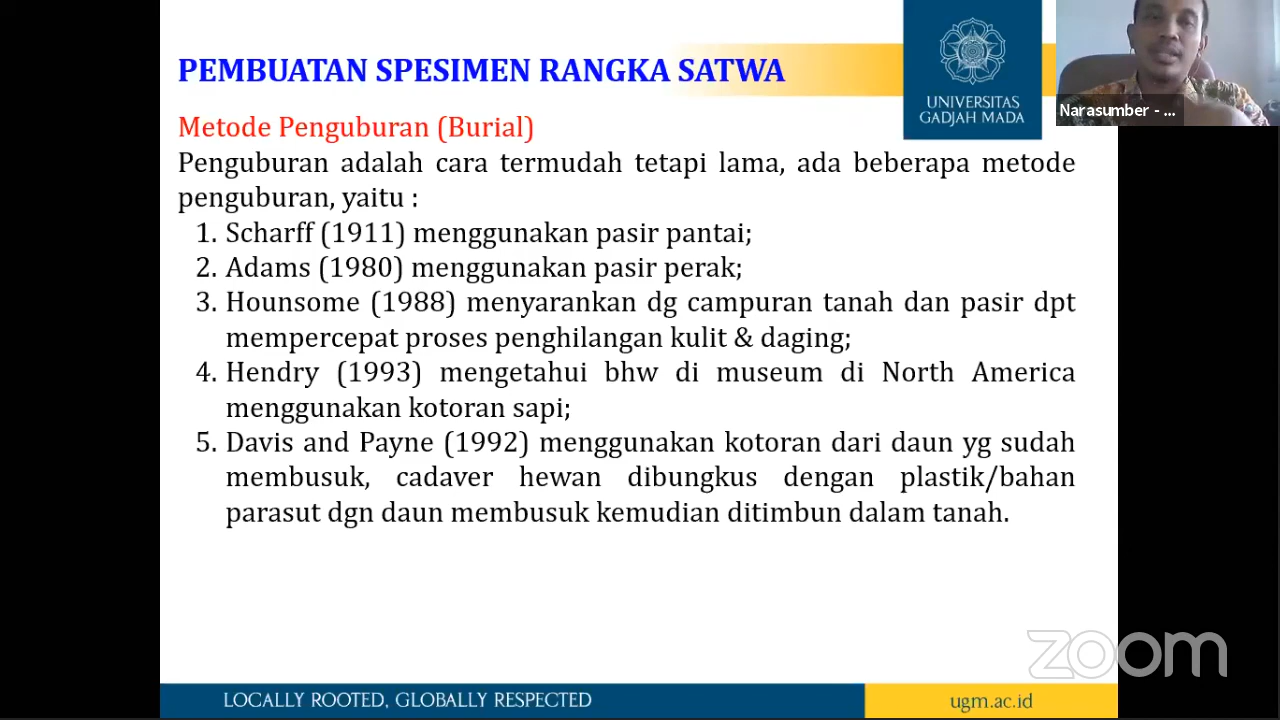 PEMBUATAN SPESIMEN RANGKA SATWA
UNIVERSITAS
GADJAH MADA
Narasumber - ...
Metode Penguburan (Burial)
Penguburan adalah cara termudah tetapi lama, ada beberapa metode
penguburan, yaitu :
1. Scharff (1911) menggunakan pasir pantai;
2. Adams (1980) menggunakan pasir perak;
3. Hounsome (1988) menyarankan dg campuran tanah dan pasir dpt
mempercepat proses penghilangan kulit & daging;
4. Hendry (1993) mengetahui bhw di museum di North America
menggunakan kotoran sapi;
5. Davis and Payne (1992) menggunakan kotoran dari daun yg sudah
membusuk, cadaver hewan dibungkus dengan plastik/bahan
parasut dgn daun membusuk kemudian ditimbun dalam tanah.
zoom
LOCALLY ROOTED, GLOBALLY RESPECTED
ugm.ac.id